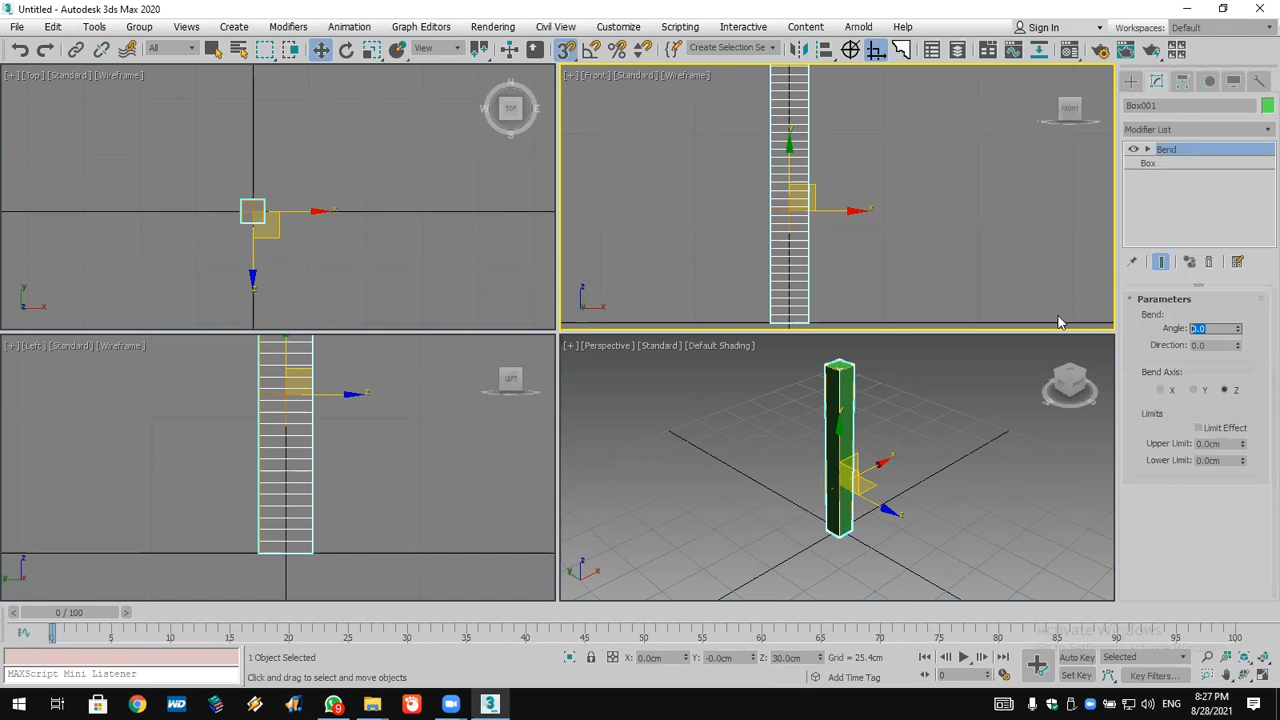 Untitled - Autodesk 3ds Max 2020
File Edit Tools Group Views Create Modifiers Animation Graph Editors Rendering Civil View Customize Scripting Interactive Content Arnold Help Sign In Workspaces: Default
All View Create Selection Se
[+] [Top] [Standard] [Wireframe]
N
W TOP E
S
y
x
z
z x
y
[+] [Front] [Standard] [Wireframe]
FRONT
y
x
z
x
[+] [Left] [Standard] [Wireframe]
LEFT
z
z
y
[+] [Perspective] [Standard] [Default Shading]
y
x
z
z
y x
Box001
Modifier List
Bend
Box
Parameters
Bend:
Angle: 0.0
Direction: 0.0
Bend Axis:
X Y Z
Limits
Limit Effect
Upper Limit: 0.0cm
Lower Limit: 0.0cm
< 0 / 100 >
0 5 10 15 20 25 30 35 40 45 50 55 60 65 70 75 80 85 90 95 100
Activate Windows
MAXScript Mini Listener
1 Object Selected
Click and drag to select and move objects
X: 0.0cm Y: -0.0cm Z: 30.0cm Grid = 25.4cm
Add Time Tag
0
Auto Key Selected
Set Key Key Filters...
9
3
ENG
8:27 PM
8/28/2021